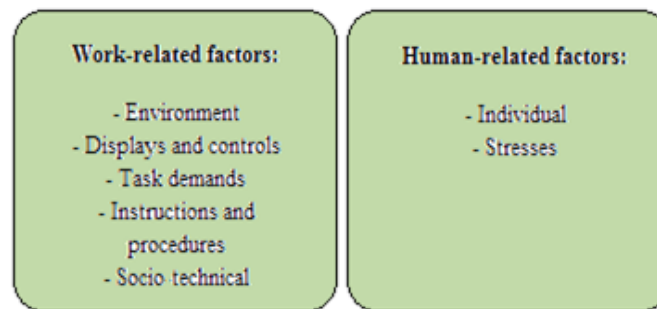 Work-related factors:
- Environment
- Displays and controls
- Task demands
- Instructions and
procedures
- Socio technical
Human-related factors:
- Individual
- Stresses